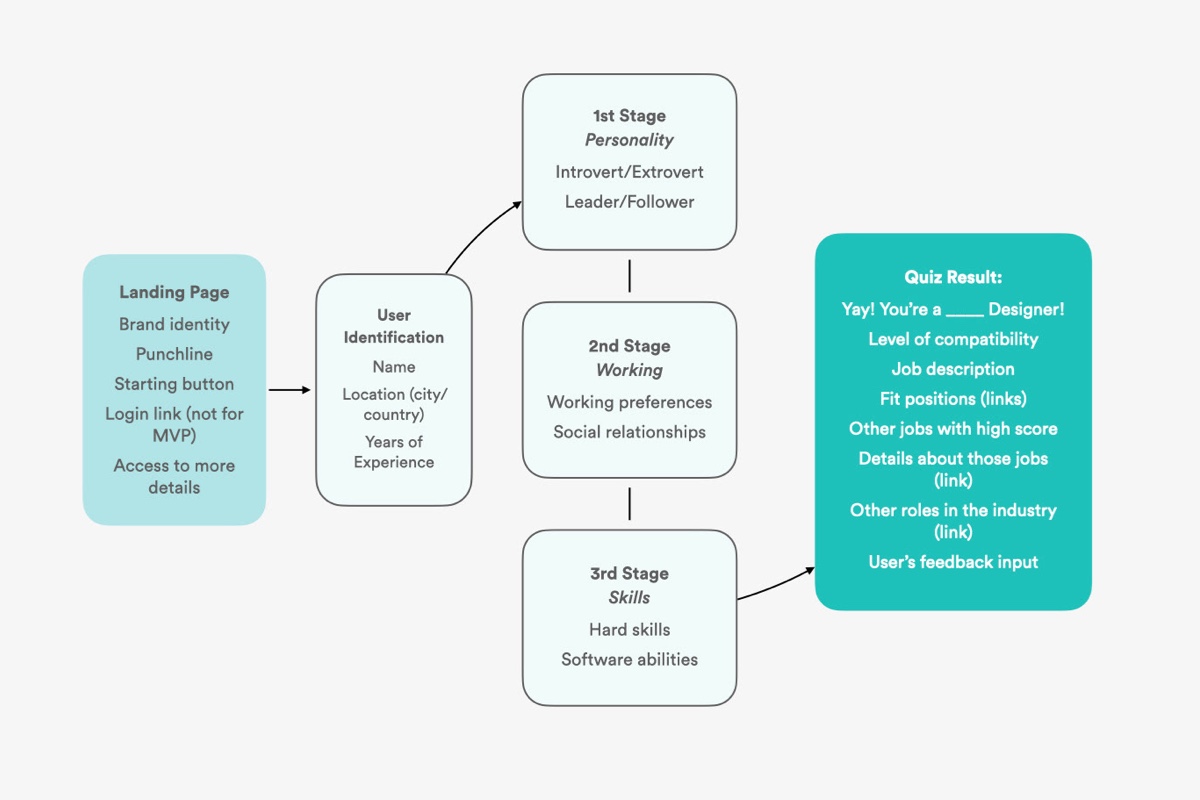 Landing Page
Brand identity
Punchline
Starting button
Login link (not for
MVP)
Access to more
details
User
Identification
Name
Location (city/
country)
Years of
Experience
1st Stage
Personality
Introvert/Extrovert
Leader/Follower
2nd Stage
Working
Working preferences
Social relationships
3rd Stage
Skills
Hard skills
Software abilities
Quiz Result:
Yay! You’re a ____ Designer!
Level of compatibility
Job description
Fit positions (links)
Other jobs with high score
Details about those jobs
(link)
Other roles in the industry
(link)
User’s feedback input